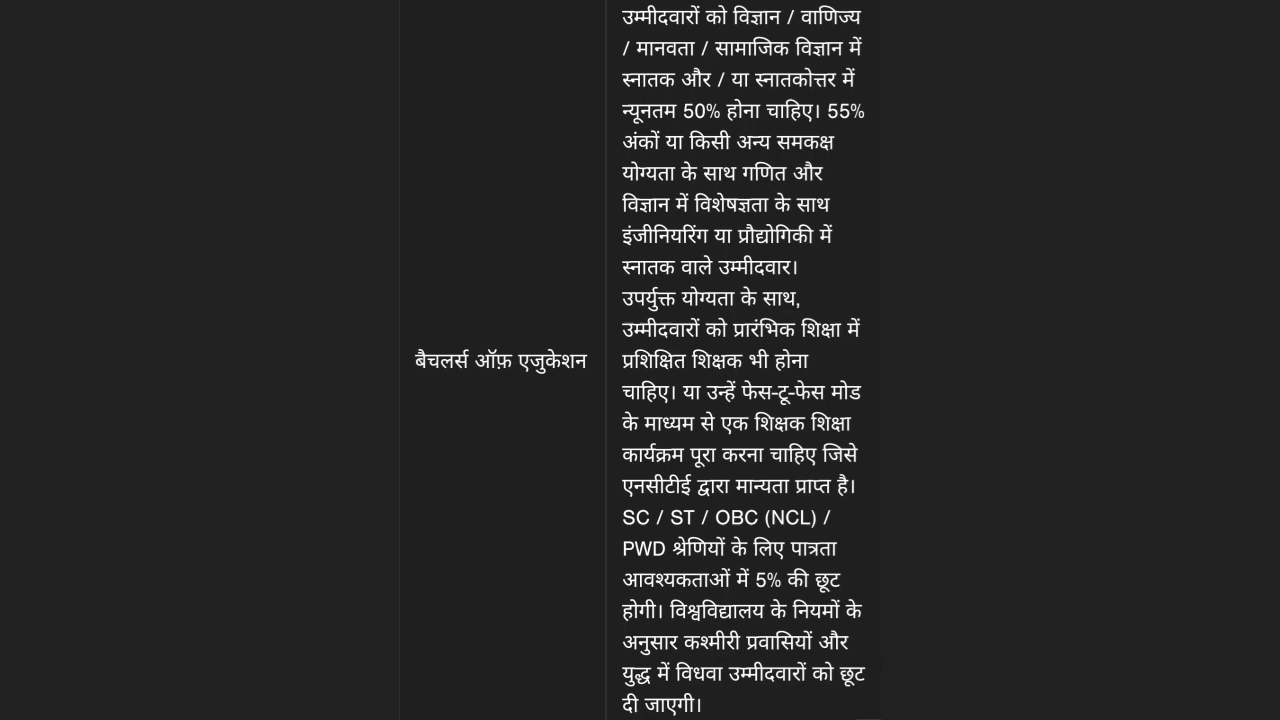 बैचलर्स ऑफ़ एजुकेशन
उम्मीदवारों को विज्ञान / वाणिज्य
/ मानवता / सामाजिक विज्ञान में
स्नातक और / या स्नातकोत्तर में
न्यूनतम 50% होना चाहिए। 55%
अंकों या किसी अन्य समकक्ष
योग्यता के साथ गणित और
विज्ञान में विशेषज्ञता के साथ
इंजीनियरिंग या प्रौद्योगिकी में
स्नातक वाले उम्मीदवार।
उपर्युक्त योग्यता के साथ,
उम्मीदवारों को प्रारंभिक शिक्षा में
प्रशिक्षित शिक्षक भी होना
चाहिए। या उन्हें फेस-टू-फेस मोड
के माध्यम से एक शिक्षक शिक्षा
कार्यक्रम पूरा करना चाहिए जिसे
एनसीटीई द्वारा मान्यता प्राप्त है।
SC / ST / OBC (NCL) /
PWD श्रेणियों के लिए पात्रता
आवश्यकताओं में 5% की छूट
होगी। विश्वविद्यालय के नियमों के
अनुसार कश्मीरी प्रवासियों और
युद्ध में विधवा उम्मीदवारों को छूट
दी जाएगी।